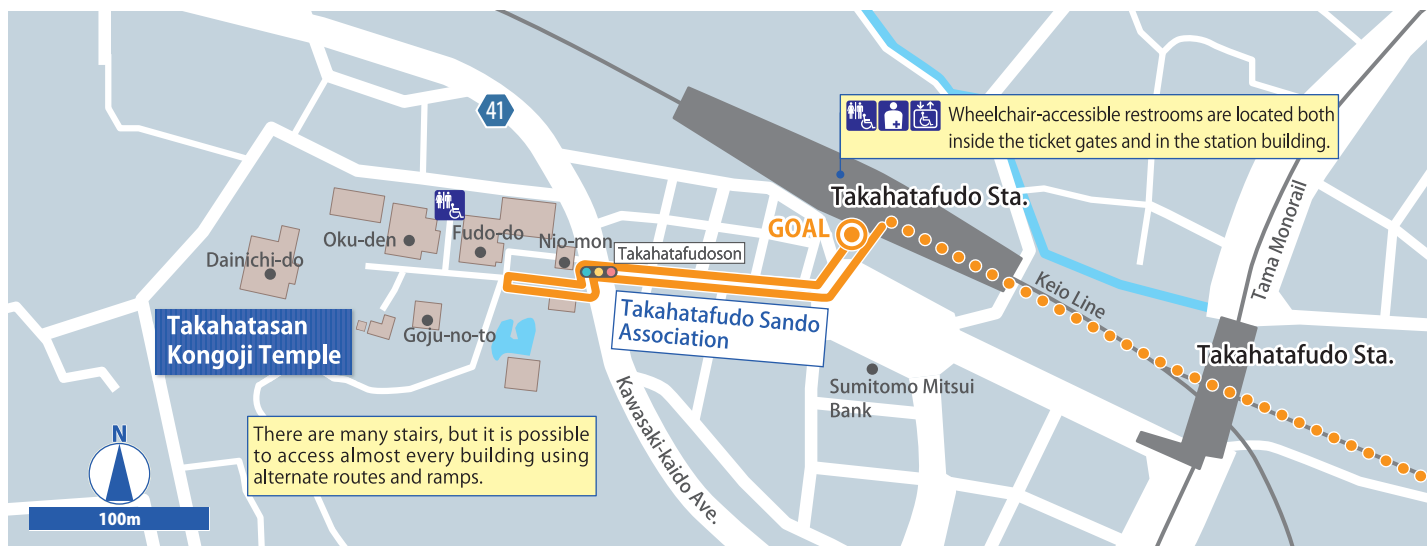 41
Wheelchair-accessible restrooms are located both
inside the ticket gates and in the station building.
Takahatafudo Sta.
GOAL
Oku-den
Fudo-do
Nio-mon
Takahatafudoson
Dainichi-do
Tama Monorail
Keio Line
Takahatasan
Kongoji Temple
Goju-no-to
Takahatafudo Sando
Association
Takahatafudo Sta.
Sumitomo Mitsui
Bank
Kawasaki-kaido Ave.
There are many stairs, but it is possible
to access almost every building using
alternate routes and ramps.
N
100m